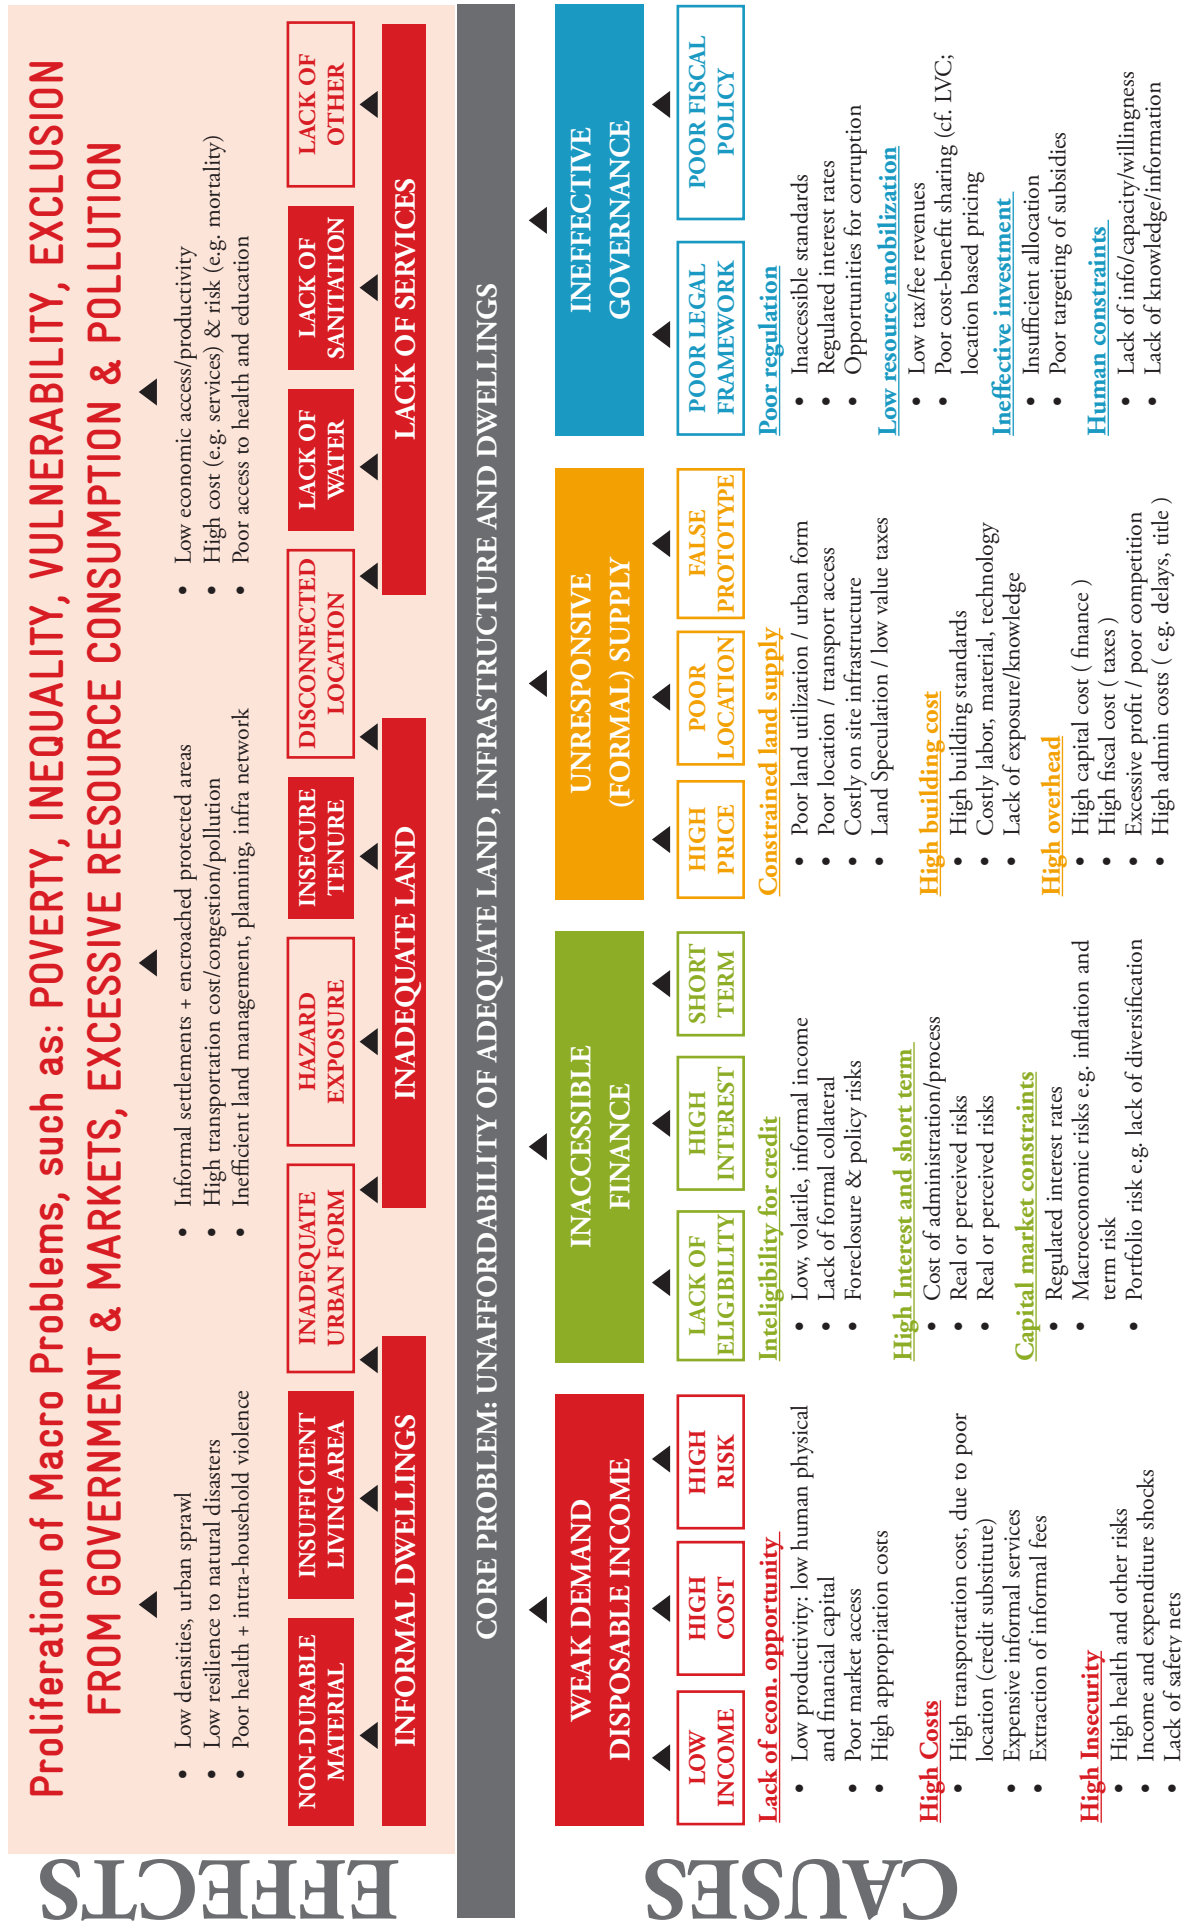 EFFECTS
Proliferation of Macro Problems, such as: POVERTY, INEQUALITY, VULNERABILITY, EXCLUSION
FROM GOVERNMENT & MARKETS, EXCESSIVE RESOURCE CONSUMPTION & POLLUTION
• Low densities, urban sprawl
• Low resilience to natural disasters
• Poor health + intra-household violence
• Informal settlements + encroached protected areas
• High transportation cost/congestion/pollution
• Inefficient land management, planning, infra network
• Low economic access/productivity
• High cost (e.g. services) & risk (e.g. mortality)
• Poor access to health and education
NON-DURABLE
MATERIAL
INSUFFICIENT
LIVING AREA
INADEQUATE
URBAN FORM
HAZARD
EXPOSURE
INSECURE
TENURE
DISCONNECTED
LOCATION
LACK OF
WATER
LACK OF
SANITATION
LACK OF
OTHER
INFORMAL DWELLINGS
INADEQUATE LAND
LACK OF SERVICES
CORE PROBLEM: UNAFFORDABILITY OF ADEQUATE LAND, INFRASTRUCTURE AND DWELLINGS
CAUSES
WEAK DEMAND
DISPOSABLE INCOME
LOW
INCOME
HIGH
COST
HIGH
RISK
Lack of econ. opportunity
• Low productivity: low human physical
and financial capital
• Poor market access
• High appropriation costs
High Costs
• High transportation cost, due to poor
location (credit substitute)
• Expensive informal services
• Extraction of informal fees
High Insecurity
• High health and other risks
• Income and expenditure shocks
• Lack of safety nets
INACCESSIBLE
FINANCE
LACK OF
ELIGIBILITY
HIGH
INTEREST
SHORT
TERM
Inteligibility for credit
• Low, volatile, informal income
• Lack of formal collateral
• Foreclosure & policy risks
High Interest and short term
• Cost of administration/process
• Real or perceived risks
• Real or perceived risks
Capital market constraints
• Regulated interest rates
• Macroeconomic risks e.g. inflation and
term risk
• Portfolio risk e.g. lack of diversification
UNRESPONSIVE
(FORMAL) SUPPLY
HIGH
PRICE
POOR
LOCATION
FALSE
PROTOTYPE
Constrained land supply
• Poor land utilization / urban form
• Poor location / transport access
• Costly on site infrastructure
• Land Speculation / low value taxes
High building cost
• High building standards
• Costly labor, material, technology
• Lack of exposure/knowledge
High overhead
• High capital cost ( finance )
• High fiscal cost ( taxes )
• Excessive profit / poor competition
• High admin costs ( e.g. delays, title )
INEFFECTIVE
GOVERNANCE
POOR LEGAL
FRAMEWORK
POOR FISCAL
POLICY
Poor regulation
• Inaccessible standards
• Regulated interest rates
• Opportunities for corruption
Low resource mobilization
• Low tax/fee revenues
• Poor cost-benefit sharing (cf. LVC;
location based pricing
Ineffective investment
• Insufficient allocation
• Poor targeting of subsidies
Human constraints
• Lack of info/capacity/willingness
• Lack of knowledge/information